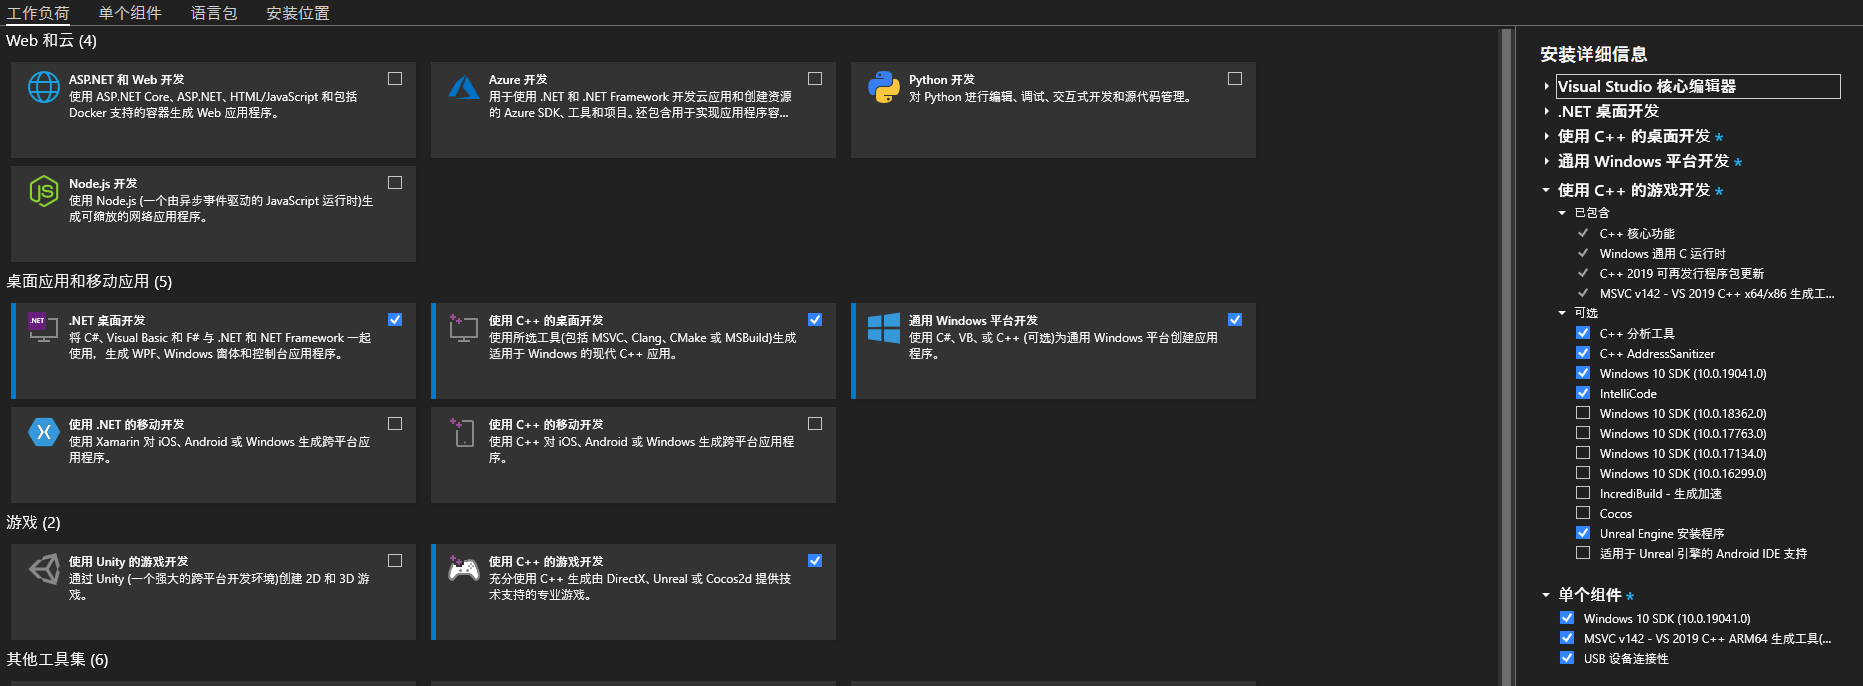 工作负荷 单个组件 语言包 安装位置
Web 和云 (4)
ASP.NET 和 Web 开发
使用 ASP.NET Core、ASP.NET、HTML/JavaScript 和包括
Docker 支持的容器生成 Web 应用程序。
Azure 开发
用于使用 .NET 和 .NET Framework 开发云应用和创建资源
的 Azure SDK、工具和项目。还包含用于实现应用程序容...
Python 开发
对 Python 进行编辑、调试、交互式开发和源代码管理。
JS
Node.js 开发
使用 Node.js (一个由异步事件驱动的 JavaScript 运行时)生
成可缩放的网络应用程序。
桌面应用和移动应用 (5)
.NET
.NET 桌面开发
将 C#、Visual Basic 和 F# 与 .NET 和 NET Framework 一起
使用，生成 WPF、Windows 窗体和控制台应用程序。
使用 C++ 的桌面开发
使用所选工具(包括 MSVC、Clang、CMake 或 MSBuild)生成
适用于 Windows 的现代 C++ 应用。
通用 Windows 平台开发
使用 C#、VB、或 C++ (可选)为通用 Windows 平台创建应用
程序。
使用 .NET 的移动开发
使用 Xamarin 对 iOS、Android 或 Windows 生成跨平台应
用程序。
使用 C++ 的移动开发
使用 C++ 对 iOS、Android 或 Windows 生成跨平台应用程
序。
游戏 (2)
使用 Unity 的游戏开发
通过 Unity (一个强大的跨平台开发环境)创建 2D 和 3D 游
戏。
使用 C++ 的游戏开发
充分使用 C++ 生成由 DirectX、Unreal 或 Cocos2d 提供技
术支持的专业游戏。
其他工具集 (6)
安装详细信息
Visual Studio 核心编辑器
.NET 桌面开发
使用 C++ 的桌面开发 *
通用 Windows 平台开发 *
使用 C++ 的游戏开发 *
已包含
C++ 核心功能
Windows 通用 C 运行时
C++ 2019 可再发行程序包更新
MSVC v142 - VS 2019 C++ x64/x86 生成工...
可选
C++ 分析工具
C++ AddressSanitizer
Windows 10 SDK (10.0.19041.0)
IntelliCode
Windows 10 SDK (10.0.18362.0)
Windows 10 SDK (10.0.17763.0)
Windows 10 SDK (10.0.17134.0)
Windows 10 SDK (10.0.16299.0)
IncrediBuild - 生成加速
Cocos
Unreal Engine 安装程序
适用于 Unreal 引擎的 Android IDE 支持
单个组件 *
Windows 10 SDK (10.0.19041.0)
MSVC v142 - VS 2019 C++ ARM64 生成工具(...
USB 设备连接性